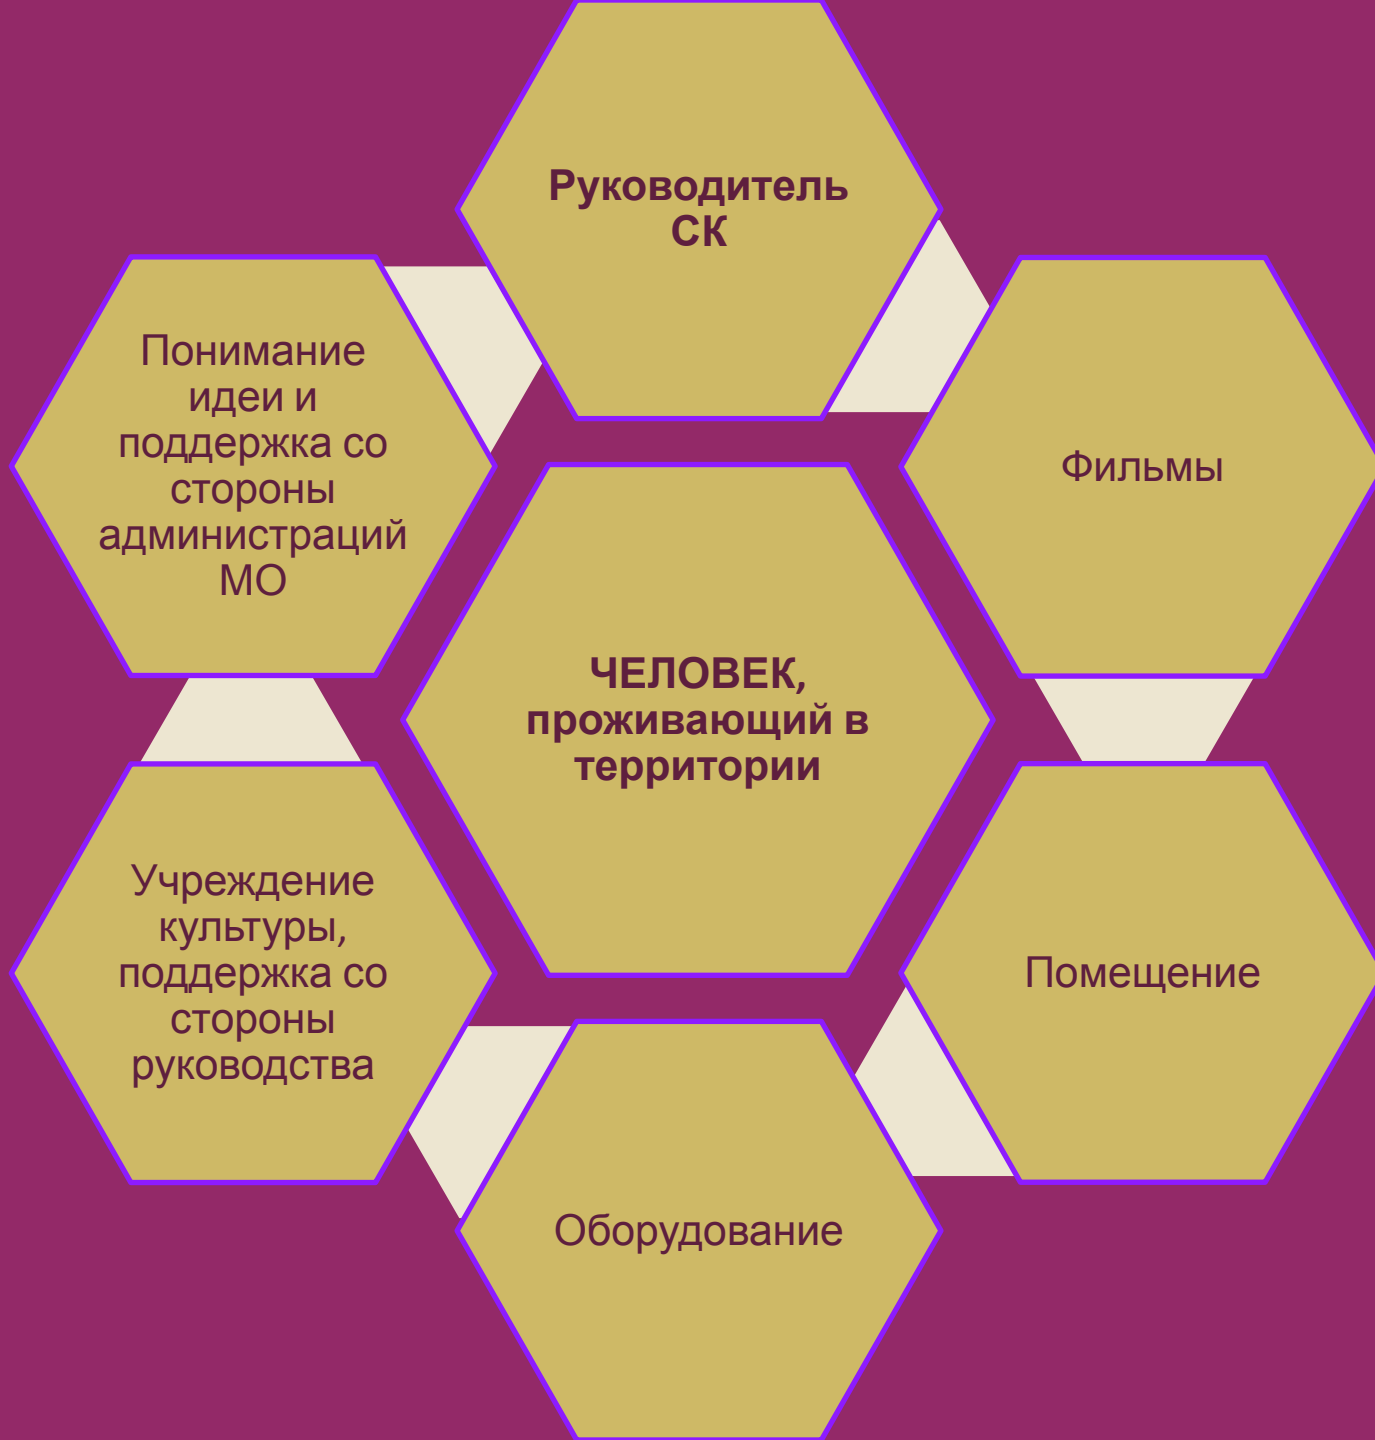 Руководитель
СК
Понимание
идеи и
поддержка со
стороны
администраций
МО
Фильмы
ЧЕЛОВЕК,
проживающий в
территории
Учреждение
культуры,
поддержка со
стороны
руководства
Помещение
Оборудование